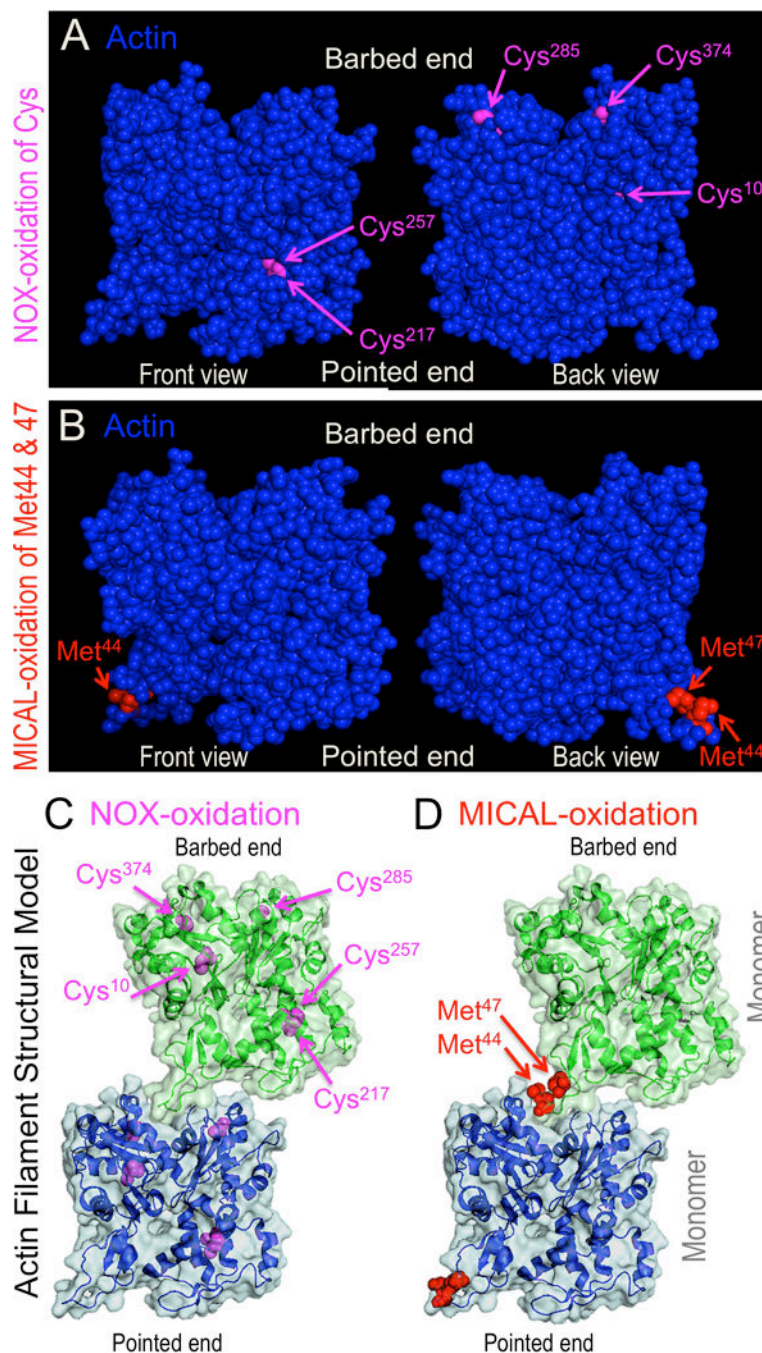 NOX-oxidation of Cys
A Actin
Barbed end
Cys²⁸⁵
Cys³⁷⁴
Cys¹⁰
Cys²⁵⁷
Cys²¹⁷
Front view
Pointed end
Back view
MICAL-oxidation of Met44 & 47
B Actin
Barbed end
Met⁴⁴
Met⁴⁷
Met⁴⁴
Front view
Pointed end
Back view
Actin Filament Structural Model
C NOX-oxidation
Barbed end
Cys³⁷⁴
Cys²⁸⁵
Cys²⁵⁷
Cys¹⁰
Cys²¹⁷
Pointed end
D MICAL-oxidation
Barbed end
Monomer
Met⁴⁷
Met⁴⁴
Monomer
Pointed end